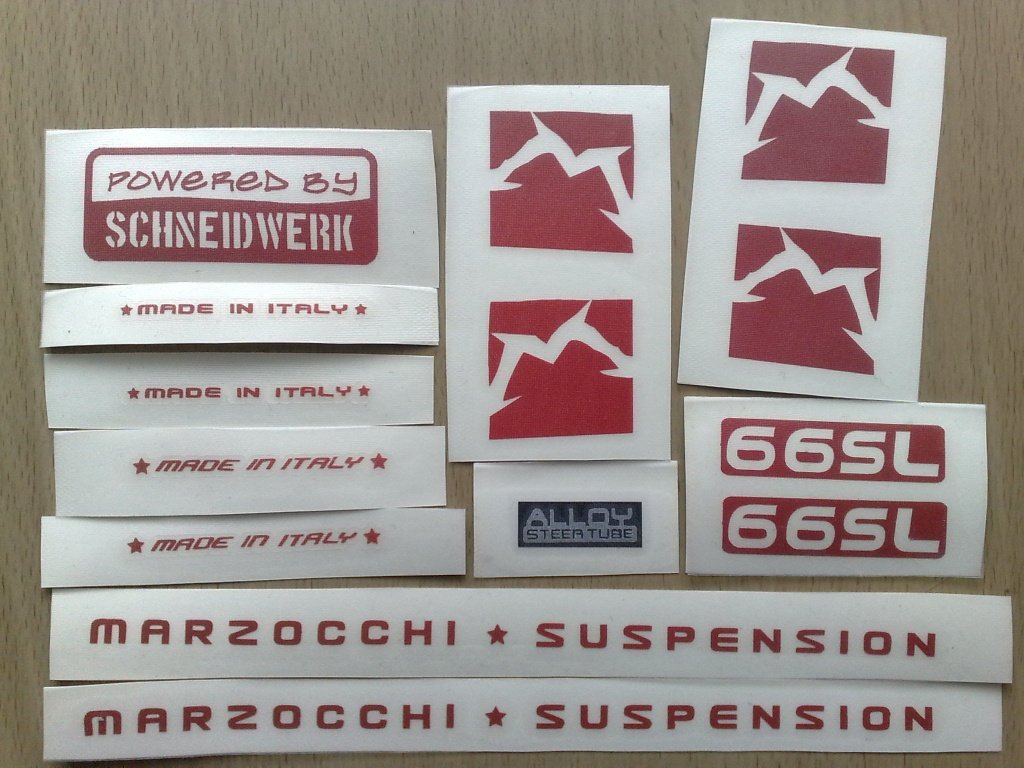 POWERED BY
SCHNEIDWERK
★MADE IN ITALY★
★MADE IN ITALY★
★ MADE IN ITALY ★
★ MADE IN ITALY ★
ALLOY
STEER TUBE
66SL
66SL
MARZOCCHI ★ SUSPENSION
MARZOCCHI ★ SUSPENSION